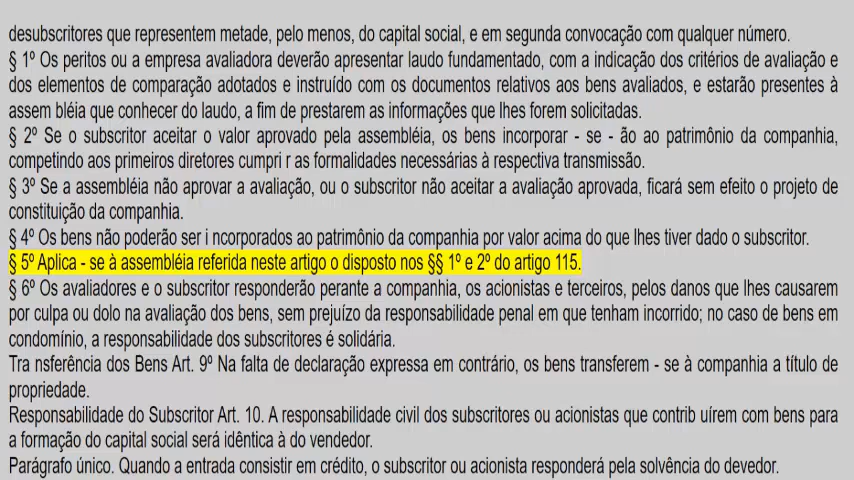 desubscritores que representem metade, pelo menos, do capital social, e em segunda convocação com qualquer número.
§ 1º Os peritos ou a empresa avaliadora deverão apresentar laudo fundamentado, com a indicação dos critérios de avaliação e
dos elementos de comparação adotados e instruído com os documentos relativos aos bens avaliados, e estarão presentes à
assem bléia que conhecer do laudo, a fim de prestarem as informações que lhes forem solicitadas.
§ 2º Se o subscritor aceitar o valor aprovado pela assembléia, os bens incorporar - se - ão ao patrimônio da companhia,
competindo aos primeiros diretores cumpri r as formalidades necessárias à respectiva transmissão.
§ 3º Se a assembléia não aprovar a avaliação, ou o subscritor não aceitar a avaliação aprovada, ficará sem efeito o projeto de
constituição da companhia.
§ 4º Os bens não poderão ser i ncorporados ao patrimônio da companhia por valor acima do que lhes tiver dado o subscritor.
§ 5º Aplica - se à assembléia referida neste artigo o disposto nos §§ 1º e 2º do artigo 115.
§ 6º Os avaliadores e o subscritor responderão perante a companhia, os acionistas e terceiros, pelos danos que lhes causarem
por culpa ou dolo na avaliação dos bens, sem prejuízo da responsabilidade penal em que tenham incorrido; no caso de bens em
condomínio, a responsabilidade dos subscritores é solidária.
Tra nsferência dos Bens Art. 9º Na falta de declaração expressa em contrário, os bens transferem - se à companhia a título de
propriedade.
Responsabilidade do Subscritor Art. 10. A responsabilidade civil dos subscritores ou acionistas que contrib uírem com bens para
a formação do capital social será idêntica à do vendedor.
Parágrafo único. Quando a entrada consistir em crédito, o subscritor ou acionista responderá pela solvência do devedor.